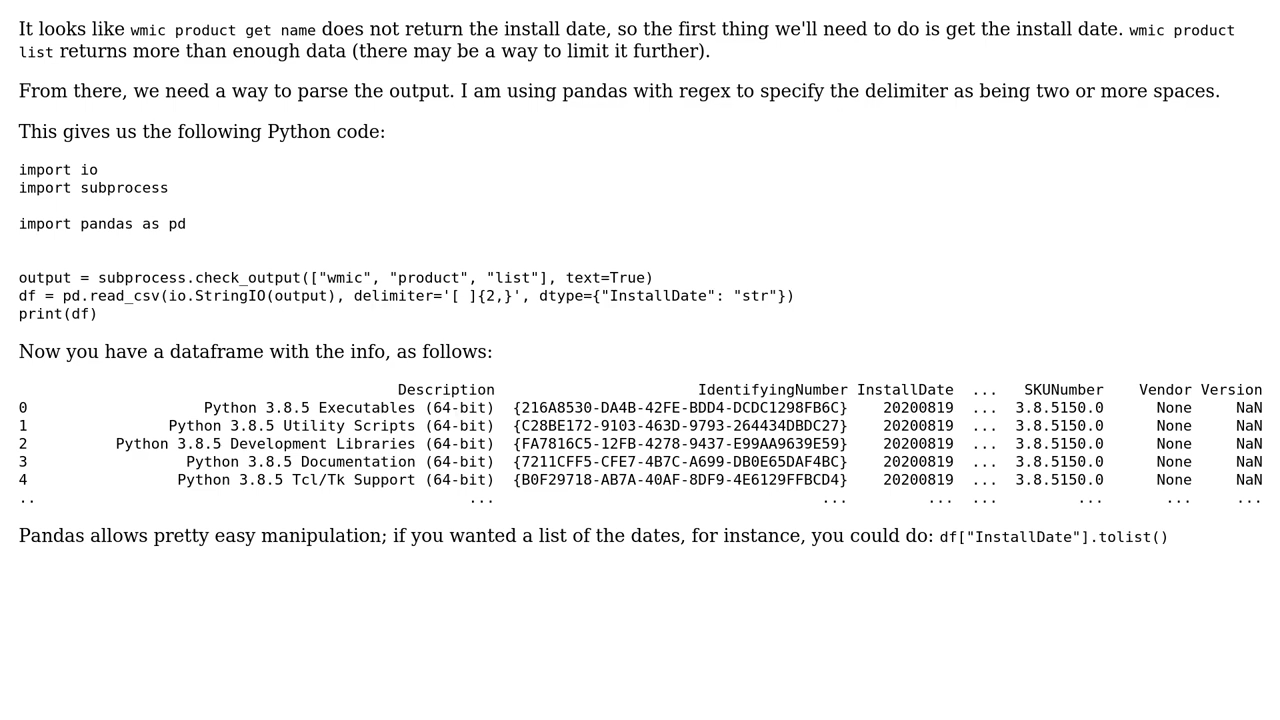 It looks like wmic product get name does not return the install date, so the first thing we'll need to do is get the install date. wmic product
list returns more than enough data (there may be a way to limit it further).
From there, we need a way to parse the output. I am using pandas with regex to specify the delimiter as being two or more spaces.
This gives us the following Python code:
import io
import subprocess
import pandas as pd
output = subprocess.check_output(["wmic", "product", "list"], text=True)
df = pd.read_csv(io.StringIO(output), delimiter='[ ]{2,}', dtype={"InstallDate": "str"})
print(df)
Now you have a dataframe with the info, as follows:
Description IdentifyingNumber InstallDate ... SKUNumber Vendor Version
0 Python 3.8.5 Executables (64-bit) {216A8530-DA4B-42FE-BDD4-DCDC1298FB6C} 20200819 ... 3.8.5150.0 None NaN
1 Python 3.8.5 Utility Scripts (64-bit) {C28BE172-9103-463D-9793-264434DBDC27} 20200819 ... 3.8.5150.0 None NaN
2 Python 3.8.5 Development Libraries (64-bit) {FA7816C5-12FB-4278-9437-E99AA9639E59} 20200819 ... 3.8.5150.0 None NaN
3 Python 3.8.5 Documentation (64-bit) {7211CFF5-CFE7-4B7C-A699-DB0E65DAF4BC} 20200819 ... 3.8.5150.0 None NaN
4 Python 3.8.5 Tcl/Tk Support (64-bit) {B0F29718-AB7A-40AF-8DF9-4E6129FFBCD4} 20200819 ... 3.8.5150.0 None NaN
.. ... ... ... ... ... ... ...
Pandas allows pretty easy manipulation; if you wanted a list of the dates, for instance, you could do: df["InstallDate"].tolist()